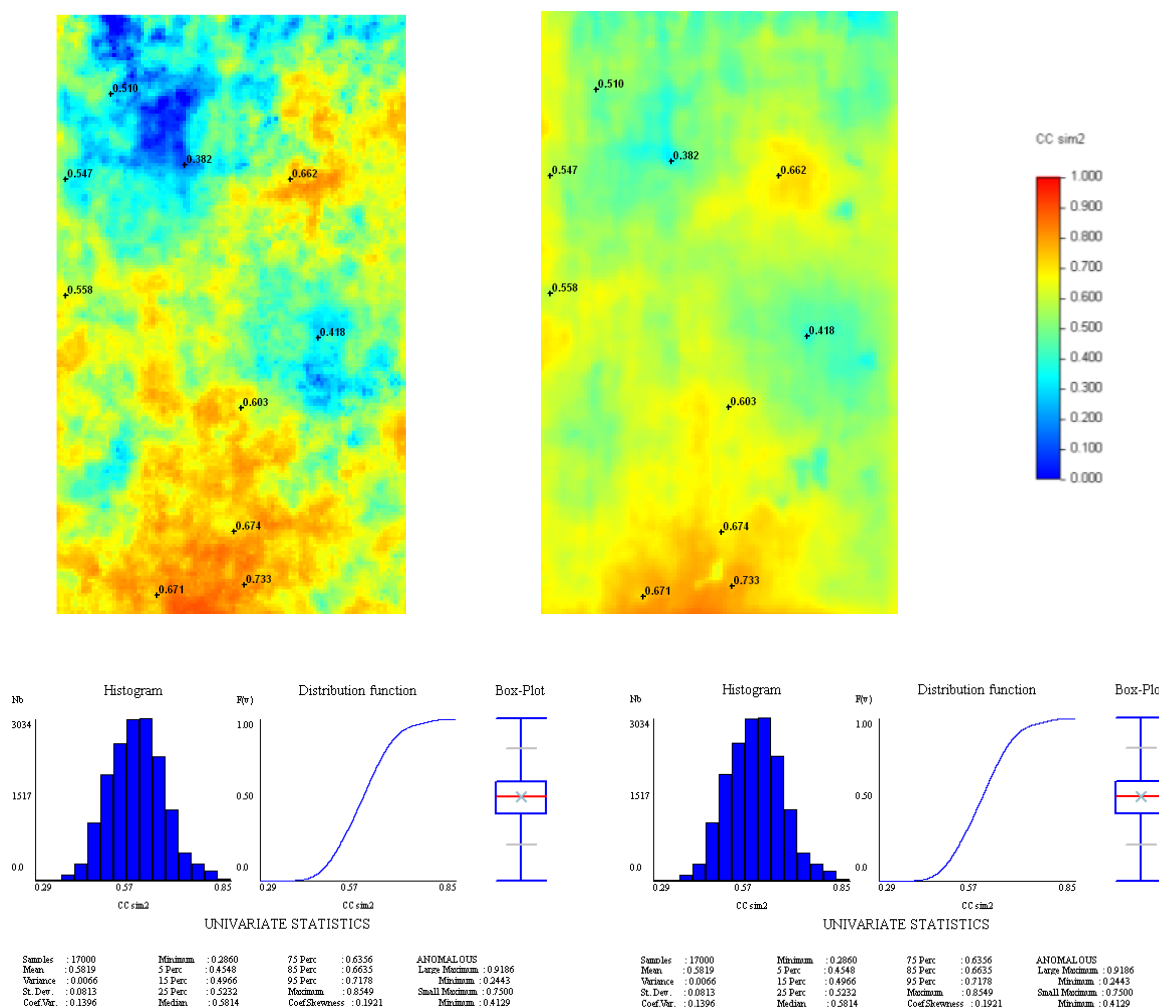 0.510
0.382
0.547
0.662
0.558
0.418
0.603
0.674
0.733
0.671
0.510
0.382
0.547
0.662
0.558
0.418
0.603
0.674
0.733
0.671
CC sim2
1.000
0.900
0.800
0.700
0.600
0.500
0.400
0.300
0.200
0.100
0.000
Nb Histogram F(v) Distribution function Box-Plot
3034 1.00
1517 0.50
0.0 0.0
0.29 0.57 0.85 0.29 0.57 0.85
CC sim2 CC sim2
UNIVARIATE STATISTICS
Samples :17000 Minimum :0.2860 75 Perc :0.6356 ANOMALOUS
Mean :0.5819 5 Perc :0.4548 85 Perc :0.6635 Large Maximum :0.9186
Variance :0.0066 15 Perc :0.4966 95 Perc :0.7178 Minimum :0.2443
St. Dev. :0.0813 25 Perc :0.5232 Maximum :0.8549 Small Maximum :0.7500
Coef.Var. :0.1396 Median :0.5814 Coef.Skewness :0.1921 Minimum :0.4129
Nb Histogram F(v) Distribution function Box-Plo
3034 1.00
1517 0.50
0.0 0.0
0.29 0.57 0.85 0.29 0.57 0.85
CC sim2 CC sim2
UNIVARIATE STATISTICS
Samples :17000 Minimum :0.2860 75 Perc :0.6356 ANOMALOUS
Mean :0.5819 5 Perc :0.4548 85 Perc :0.6635 Large Maximum :0.9186
Variance :0.0066 15 Perc :0.4966 95 Perc :0.7178 Minimum :0.2443
St. Dev. :0.0813 25 Perc :0.5232 Maximum :0.8549 Small Maximum :0.7500
Coef.Var. :0.1396 Median :0.5814 Coef.Skewness :0.1921 Minimum :0.4129